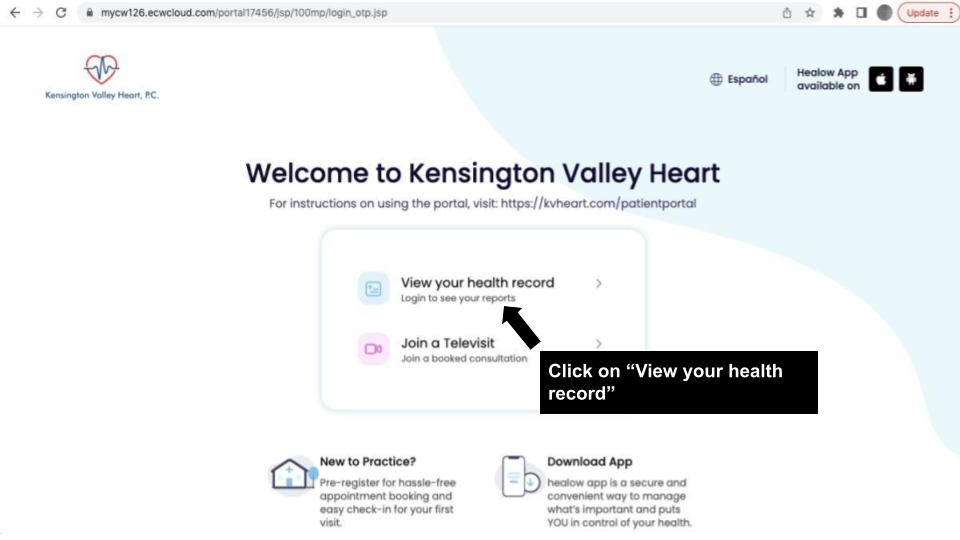 mycw126.ecwcloud.com/portal17456/jsp/100mp/login_otp.jsp
Update
Kensington Valley Heart, P.C.
Español
Healow App
available on
Welcome to Kensington Valley Heart
For instructions on using the portal, visit: https://kvheart.com/patientportal
View your health record
Login to see your reports
Join a Televisit
Join a booked consultation
Click on “View your health
record”
New to Practice?
Pre-register for hassle-free
appointment booking and
easy check-in for your first
visit.
Download App
healow app is a secure and
convenient way to manage
what's important and puts
YOU in control of your health.